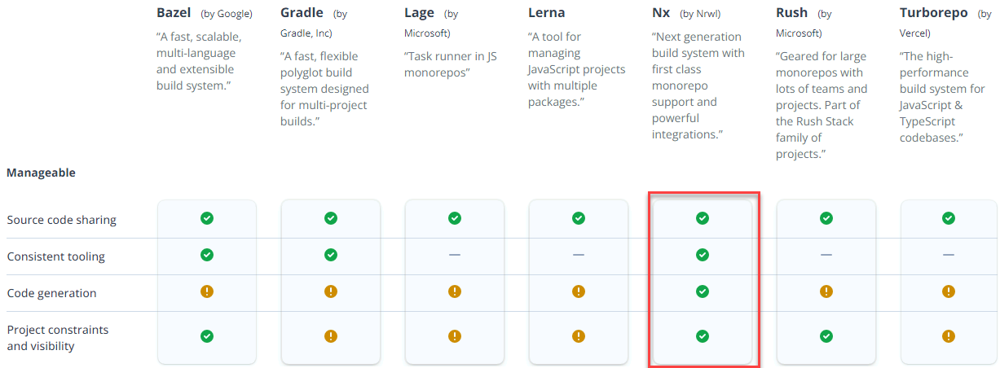 Bazel (by Google)
“A fast, scalable,
multi-language
and extensible
build system.”
Gradle (by
Gradle, Inc)
“A fast, flexible
polyglot build
system designed
for multi-project
builds.”
Lage (by
Microsoft)
“Task runner in JS
monorepos”
Lerna
“A tool for
managing
JavaScript projects
with multiple
packages.”
Nx (by Nrwl)
“Next generation
build system with
first class
monorepo
support and
powerful
integrations.”
Rush (by
Microsoft)
“Geared for large
monorepos with
lots of teams and
projects. Part of
the Rush Stack
family of
projects.”
Turborepo (by
Vercel)
“The high-
performance
build system for
JavaScript &
TypeScript
codebases.”
Manageable
Source code sharing
Consistent tooling
Code generation
Project constraints
and visibility